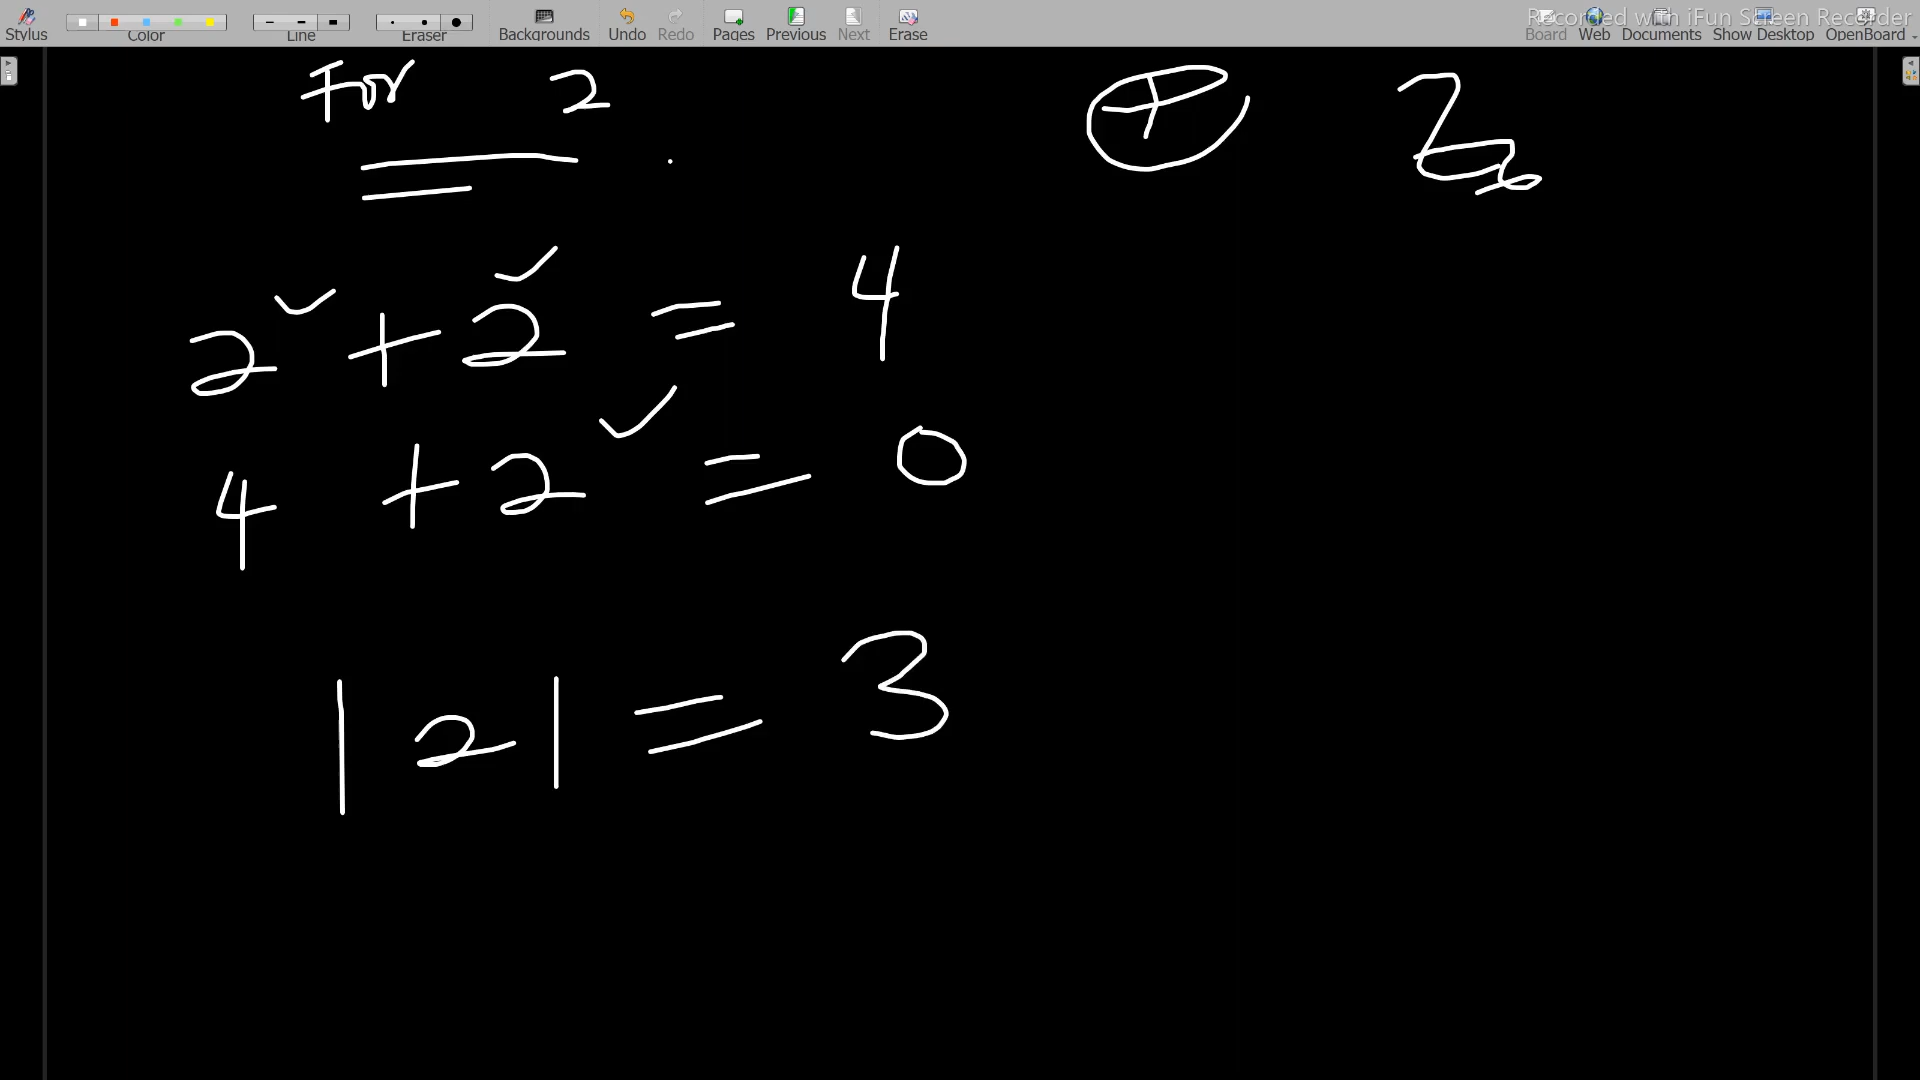 Stylus Color Line Eraser Backgrounds Undo Redo Pages Previous Next Erase Board Web Documents Show Desktop OpenBoard
Recorded with iFun Screen Recorder
For 2 ⊕ Z₆
2 + 2 = 4
4 + 2 = 0
|2| = 3